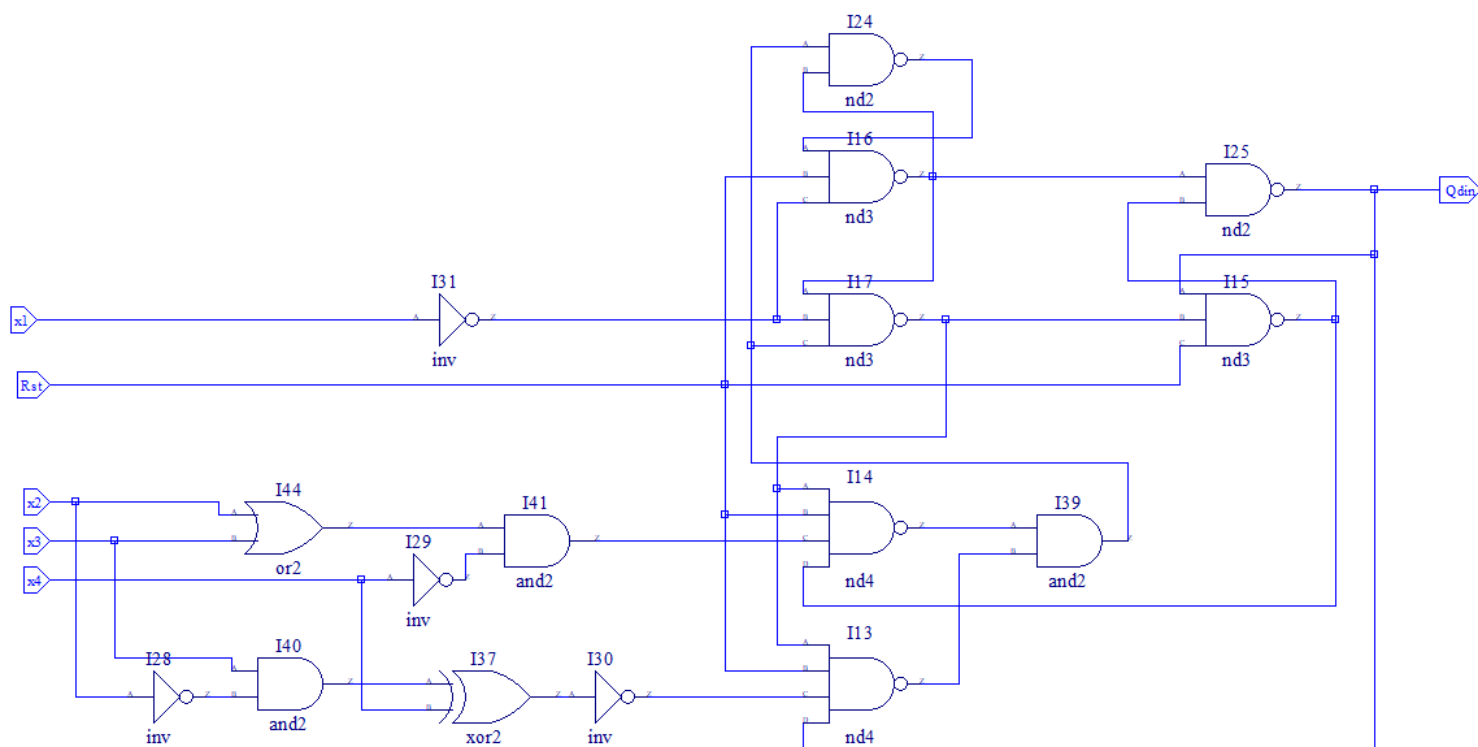 I24
A
Z
B
nd2
I16
A
B
Z
C
nd3
I25
A
Z
B
nd2
Qdin
I31
x1
A
Z
inv
I17
A
B
Z
C
nd3
I15
A
B
Z
C
nd3
Rst
x2
x3
x4
I44
A
Z
B
or2
I41
A
Z
B
and2
I29
A
Z
inv
I14
A
B
Z
C
D
nd4
I39
A
Z
B
and2
I28
A
Z
inv
I40
A
Z
B
and2
I37
A
Z
B
xor2
I30
A
Z
inv
I13
A
B
Z
C
D
nd4